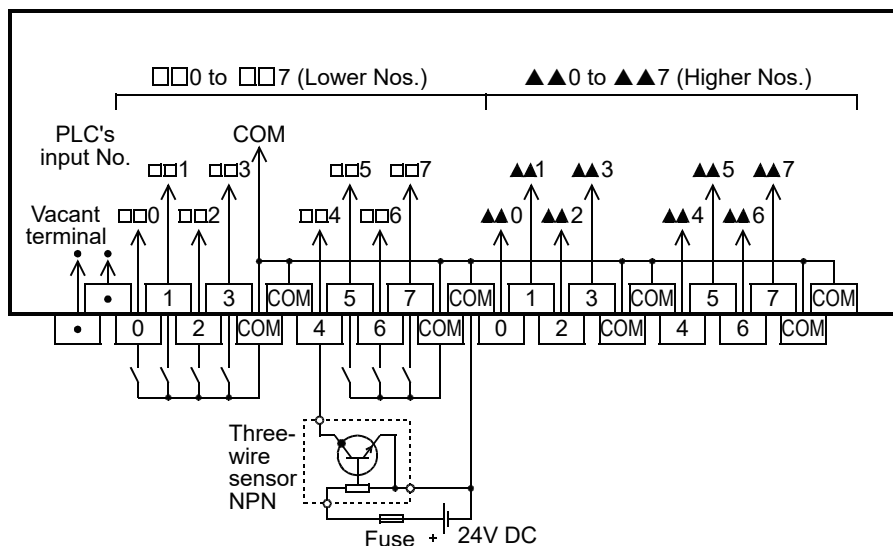 □□0 to □□7 (Lower Nos.) ▲▲0 to ▲▲7 (Higher Nos.)
PLC's
input No.
COM
□□1 □□3 □□5 □□7 ▲▲1 ▲▲3 ▲▲5 ▲▲7
Vacant
terminal
□□0 □□2 □□4 □□6 ▲▲0 ▲▲2 ▲▲4 ▲▲6
• 1 3 COM 5 7 COM 1 3 COM 5 7 COM
• 0 2 COM 4 6 COM 0 2 COM 4 6 COM
Three-
wire
sensor
NPN
Fuse + 24V DC